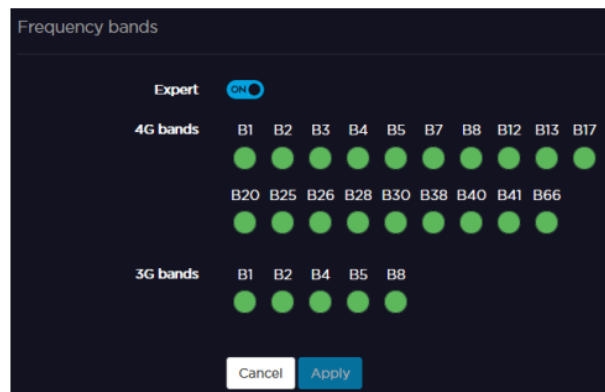 Frequency bands
Expert ON
4G bands B1 B2 B3 B4 B5 B7 B8 B12 B13 B17
B20 B25 B26 B28 B30 B38 B40 B41 B66
3G bands B1 B2 B4 B5 B8
Cancel Apply